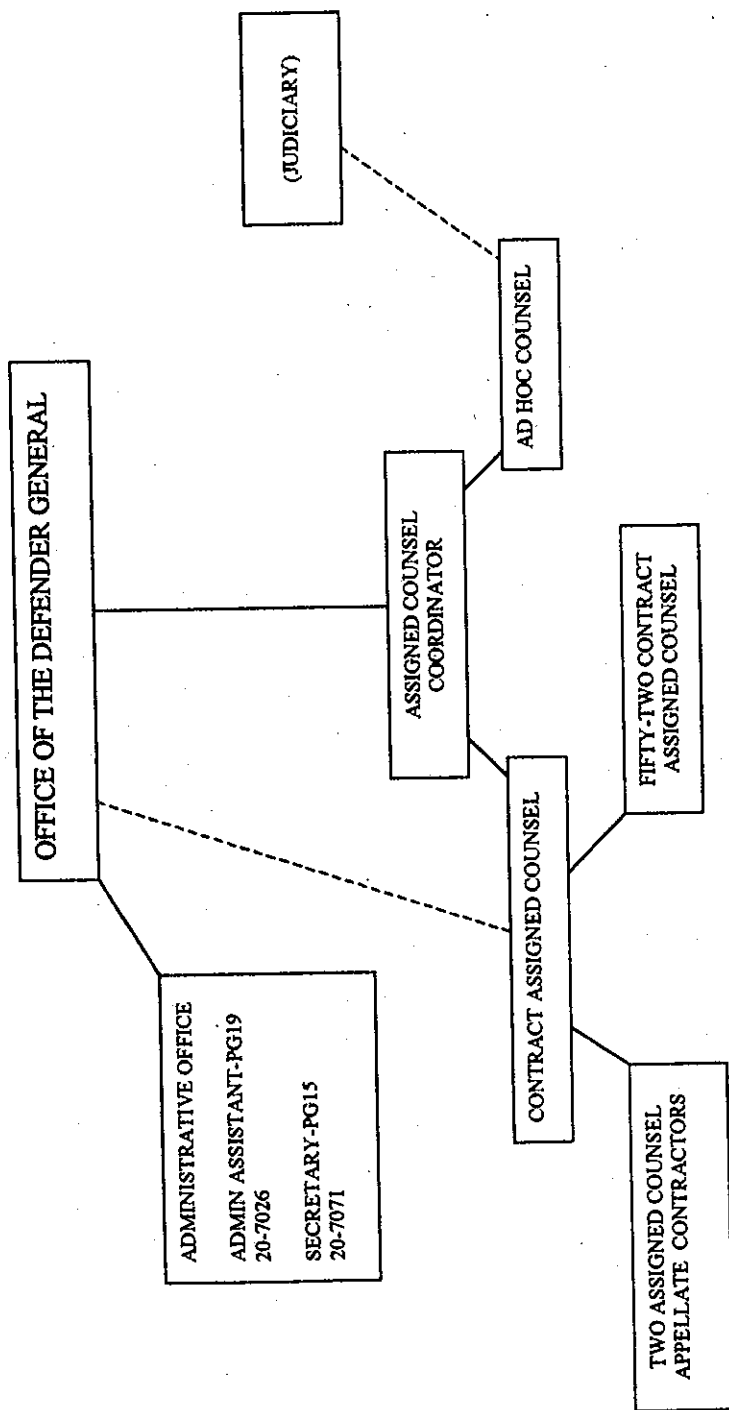 OFFICE OF THE DEFENDER GENERAL
ADMINISTRATIVE OFFICE
ADMIN ASSISTANT-PG19
20-7026
SECRETARY-PG15
20-7071
(JUDICIARY)
ASSIGNED COUNSEL
COORDINATOR
CONTRACT ASSIGNED COUNSEL
AD HOC COUNSEL
TWO ASSIGNED COUNSEL
APPELLATE CONTRACTORS
FIFTY-TWO CONTRACT
ASSIGNED COUNSEL